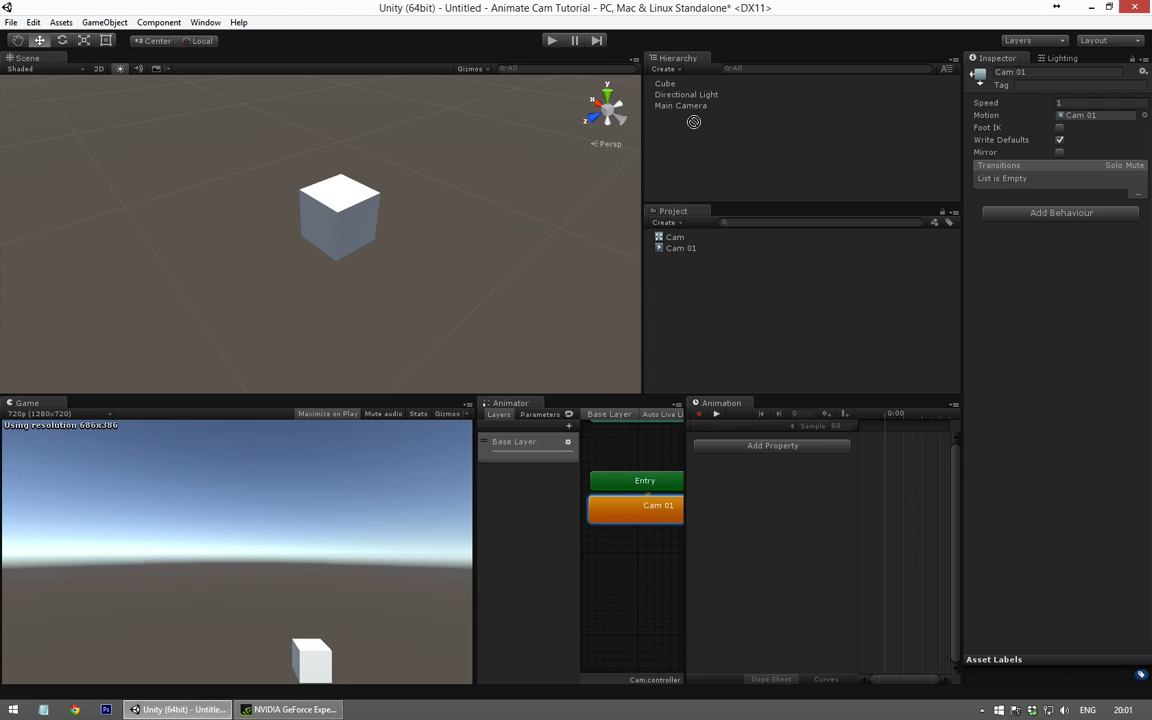 Unity (64bit) - Untitled - Animate Cam Tutorial - PC, Mac & Linux Standalone* <DX11>
File Edit Assets GameObject Component Window Help
Center Local Layers Layout
Scene
Shaded 2D Gizmos All
y
x
z
Persp
Hierarchy
Create All
Cube
Directional Light
Main Camera
Project
Create
Cam
Cam 01
Inspector Lighting
Cam 01
Tag
Speed 1
Motion Cam 01
Foot IK
Write Defaults
Mirror
Transitions Solo Mute
List is Empty
Add Behaviour
Asset Labels
Game
720p (1280x720) Maximize on Play Mute audio Stats Gizmos
Using resolution 686x386
Animator
Layers Parameters Base Layer Auto Live Li
Base Layer
Entry
Cam 01
Cam.controller
Animation
0 0:00
Sample 60
Add Property
Dope Sheet Curves
Unity (64bit) - Untitle... NVIDIA GeForce Expe... ENG 20:01